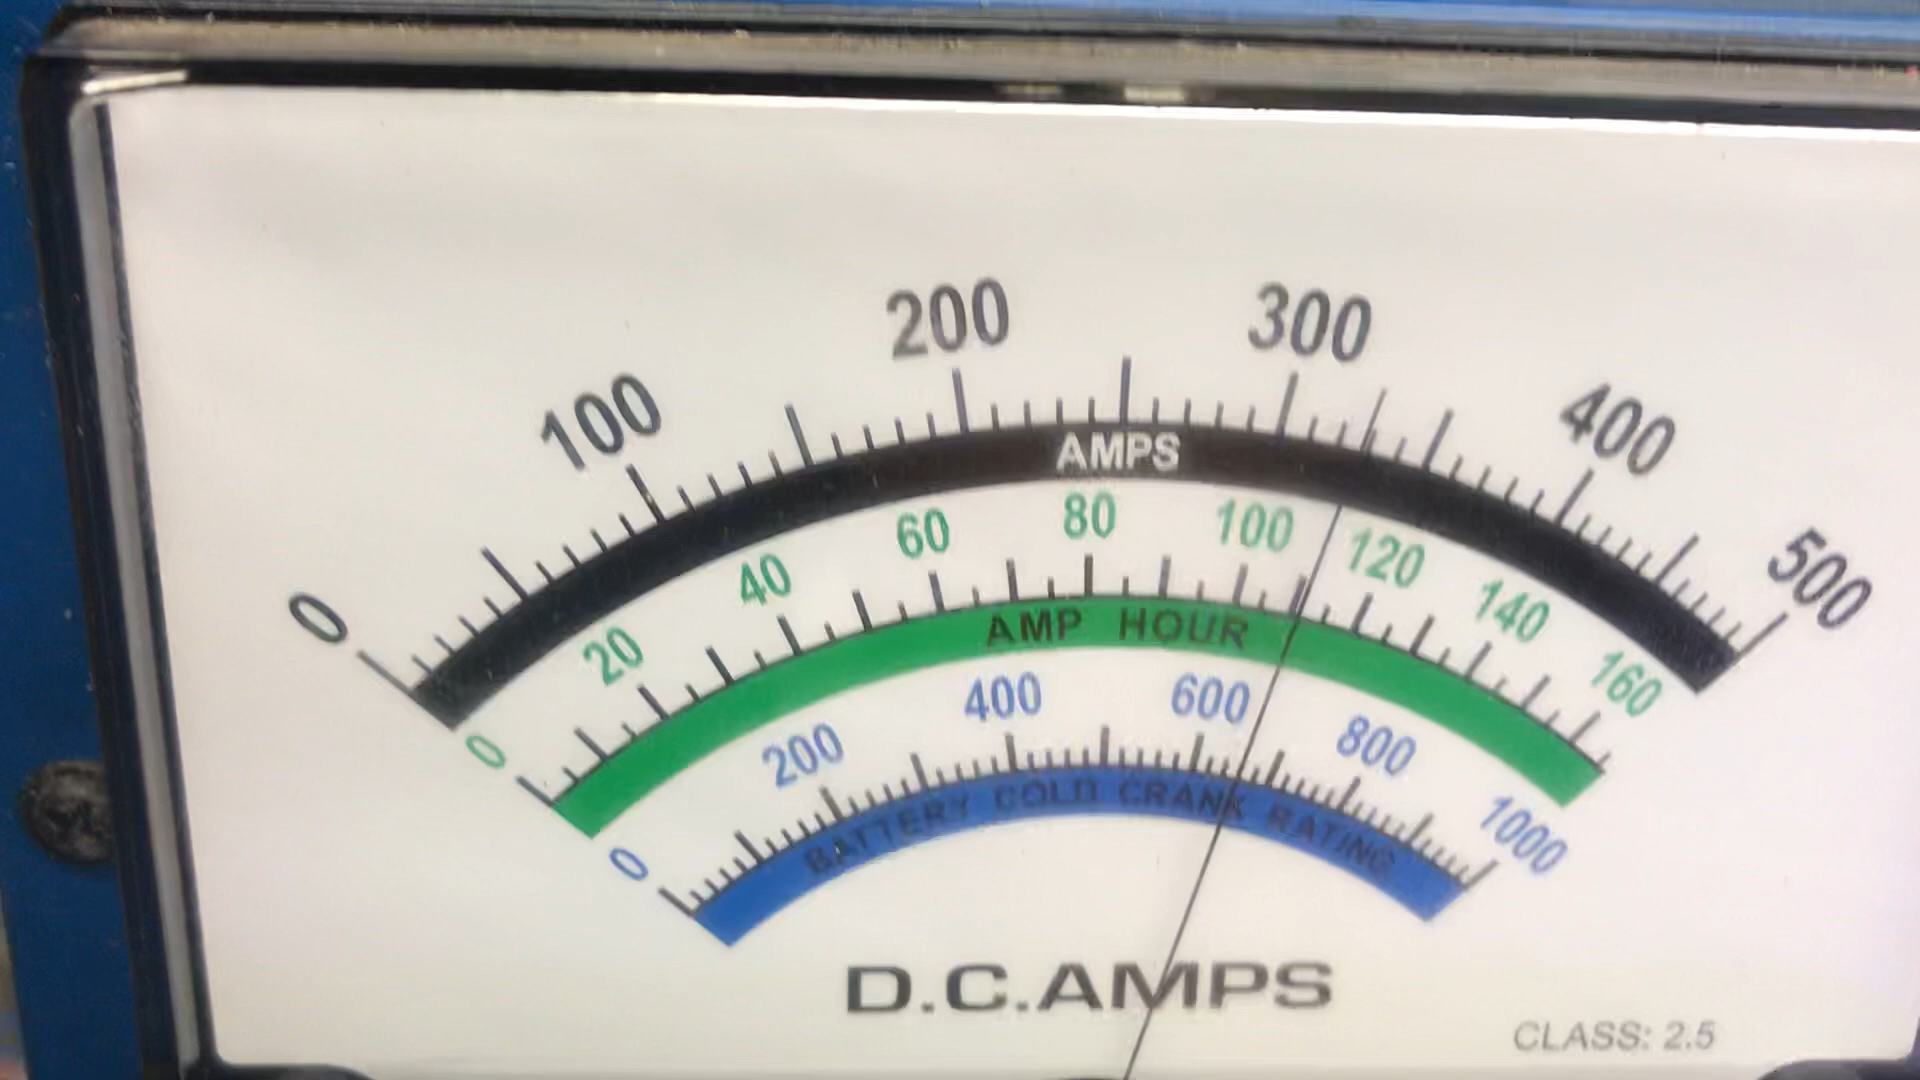 0 100 200 300 400 500
AMPS
0 20 40 60 80 100 120 140 160
AMP HOUR
0 200 400 600 800 1000
BATTERY COLD CRANK RATING
D.C.AMPS
CLASS: 2.5